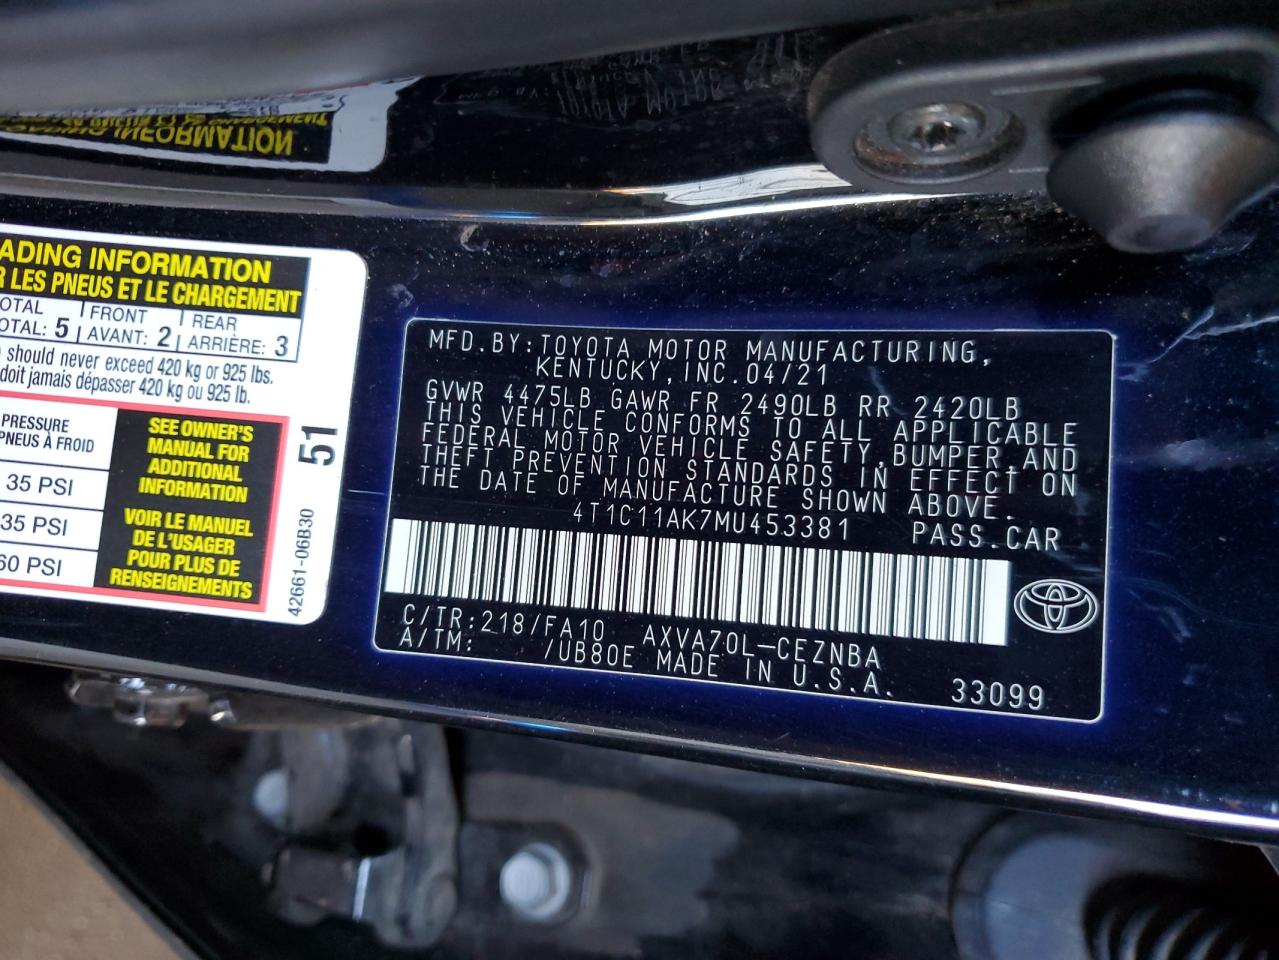 ADING INFORMATION
R LES PNEUS ET LE CHARGEMENT
OTAL FRONT REAR
OTAL: 5 AVANT: 2 ARRIÈRE: 3
should never exceed 420 kg or 925 lbs.
doit jamais dépasser 420 kg ou 925 lb.
PRESSURE
PNEUS À FROID
35 PSI
35 PSI
60 PSI
SEE OWNER'S
MANUAL FOR
ADDITIONAL
INFORMATION
VOIR LE MANUEL
DE L'USAGER
POUR PLUS DE
RENSEIGNEMENTS
51
42661-06B30
MFD.BY:TOYOTA MOTOR MANUFACTURING,
KENTUCKY,INC.04/21
GVWR 4475LB GAWR FR 2490LB RR 2420LB
THIS VEHICLE CONFORMS TO ALL APPLICABLE
FEDERAL MOTOR VEHICLE SAFETY,BUMPER,AND
THEFT PREVENTION STANDARDS IN EFFECT ON
THE DATE OF MANUFACTURE SHOWN ABOVE.
4T1C11AK7MU453381 PASS.CAR
C/TR:218/FA10 AXVA70L-CEZNBA
A/TM: /UB80E MADE IN U.S.A. 33099
INFORMATION